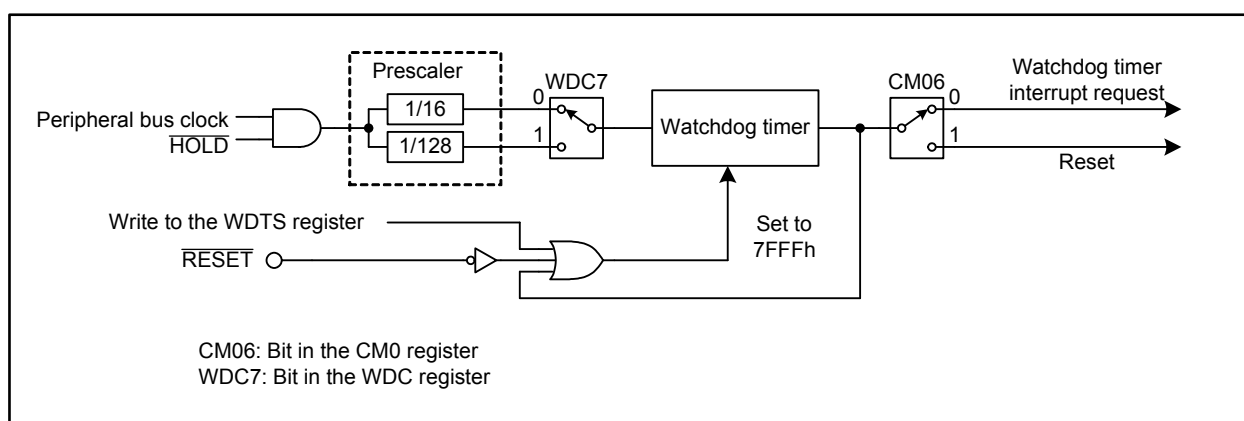 Prescaler
WDC7
CM06
Watchdog timer
interrupt request
0
1/16
0
Peripheral bus clock
HOLD
1
1/128
Watchdog timer
1
Reset
Write to the WDTS register
Set to
7FFFh
RESET
CM06: Bit in the CM0 register
WDC7: Bit in the WDC register